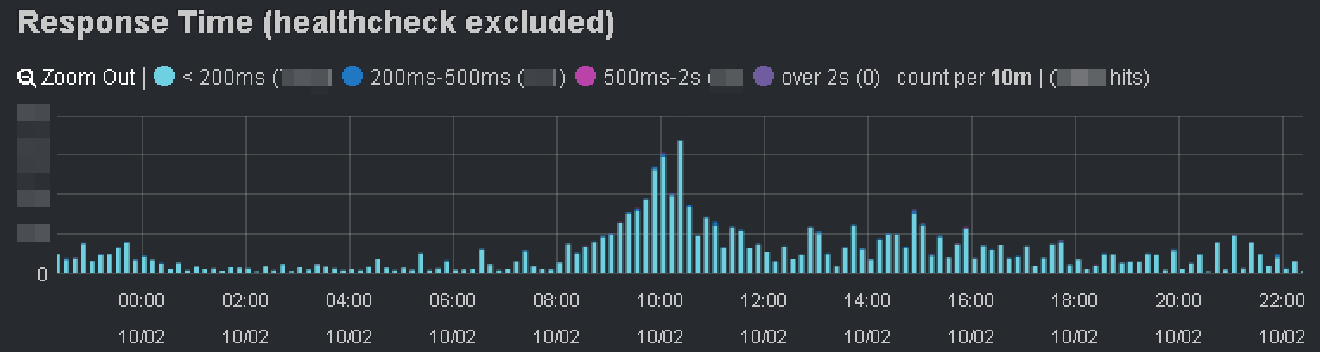 Response Time (healthcheck excluded)
Zoom Out | < 200ms ( 200ms-500ms ( ) 500ms-2s ( over 2s (0) count per 10m | ( hits)
0
00:00 02:00 04:00 06:00 08:00 10:00 12:00 14:00 16:00 18:00 20:00 22:00
10/02 10/02 10/02 10/02 10/02 10/02 10/02 10/02 10/02 10/02 10/02 10/02